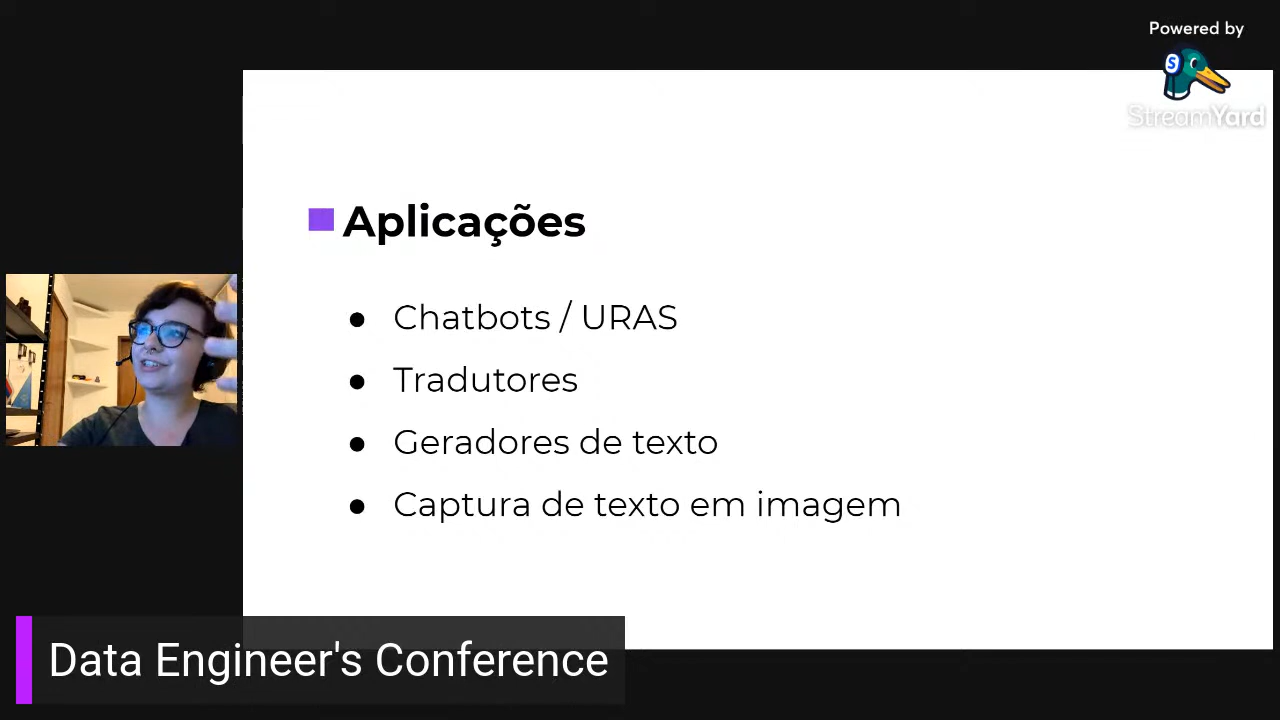 Powered by
StreamYard
Aplicações
● Chatbots / URAS
● Tradutores
● Geradores de texto
● Captura de texto em imagem
Data Engineer's Conference